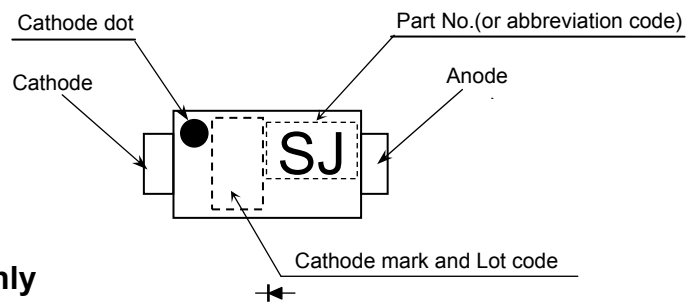 Cathode dot
Part No.(or abbreviation code)
Cathode
Anode
SJ
Cathode mark and Lot code